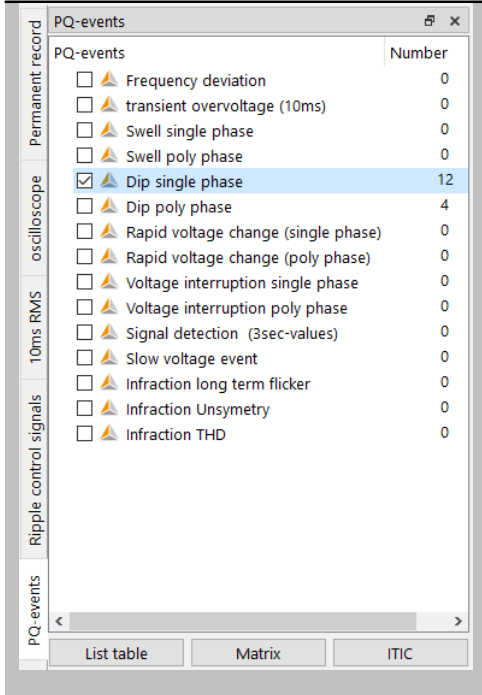 PQ-events
PQ-events Number
Frequency deviation 0
transient overvoltage (10ms) 0
Swell single phase 0
Swell poly phase 0
Dip single phase 12
Dip poly phase 4
Rapid voltage change (single phase) 0
Rapid voltage change (poly phase) 0
Voltage interruption single phase 0
Voltage interruption poly phase 0
Signal detection (3sec-values) 0
Slow voltage event 0
Infraction long term flicker 0
Infraction Unsymetry 0
Infraction THD 0
List table Matrix ITIC
Permanent record
oscilloscope
10ms RMS
Ripple control signals
PQ-events